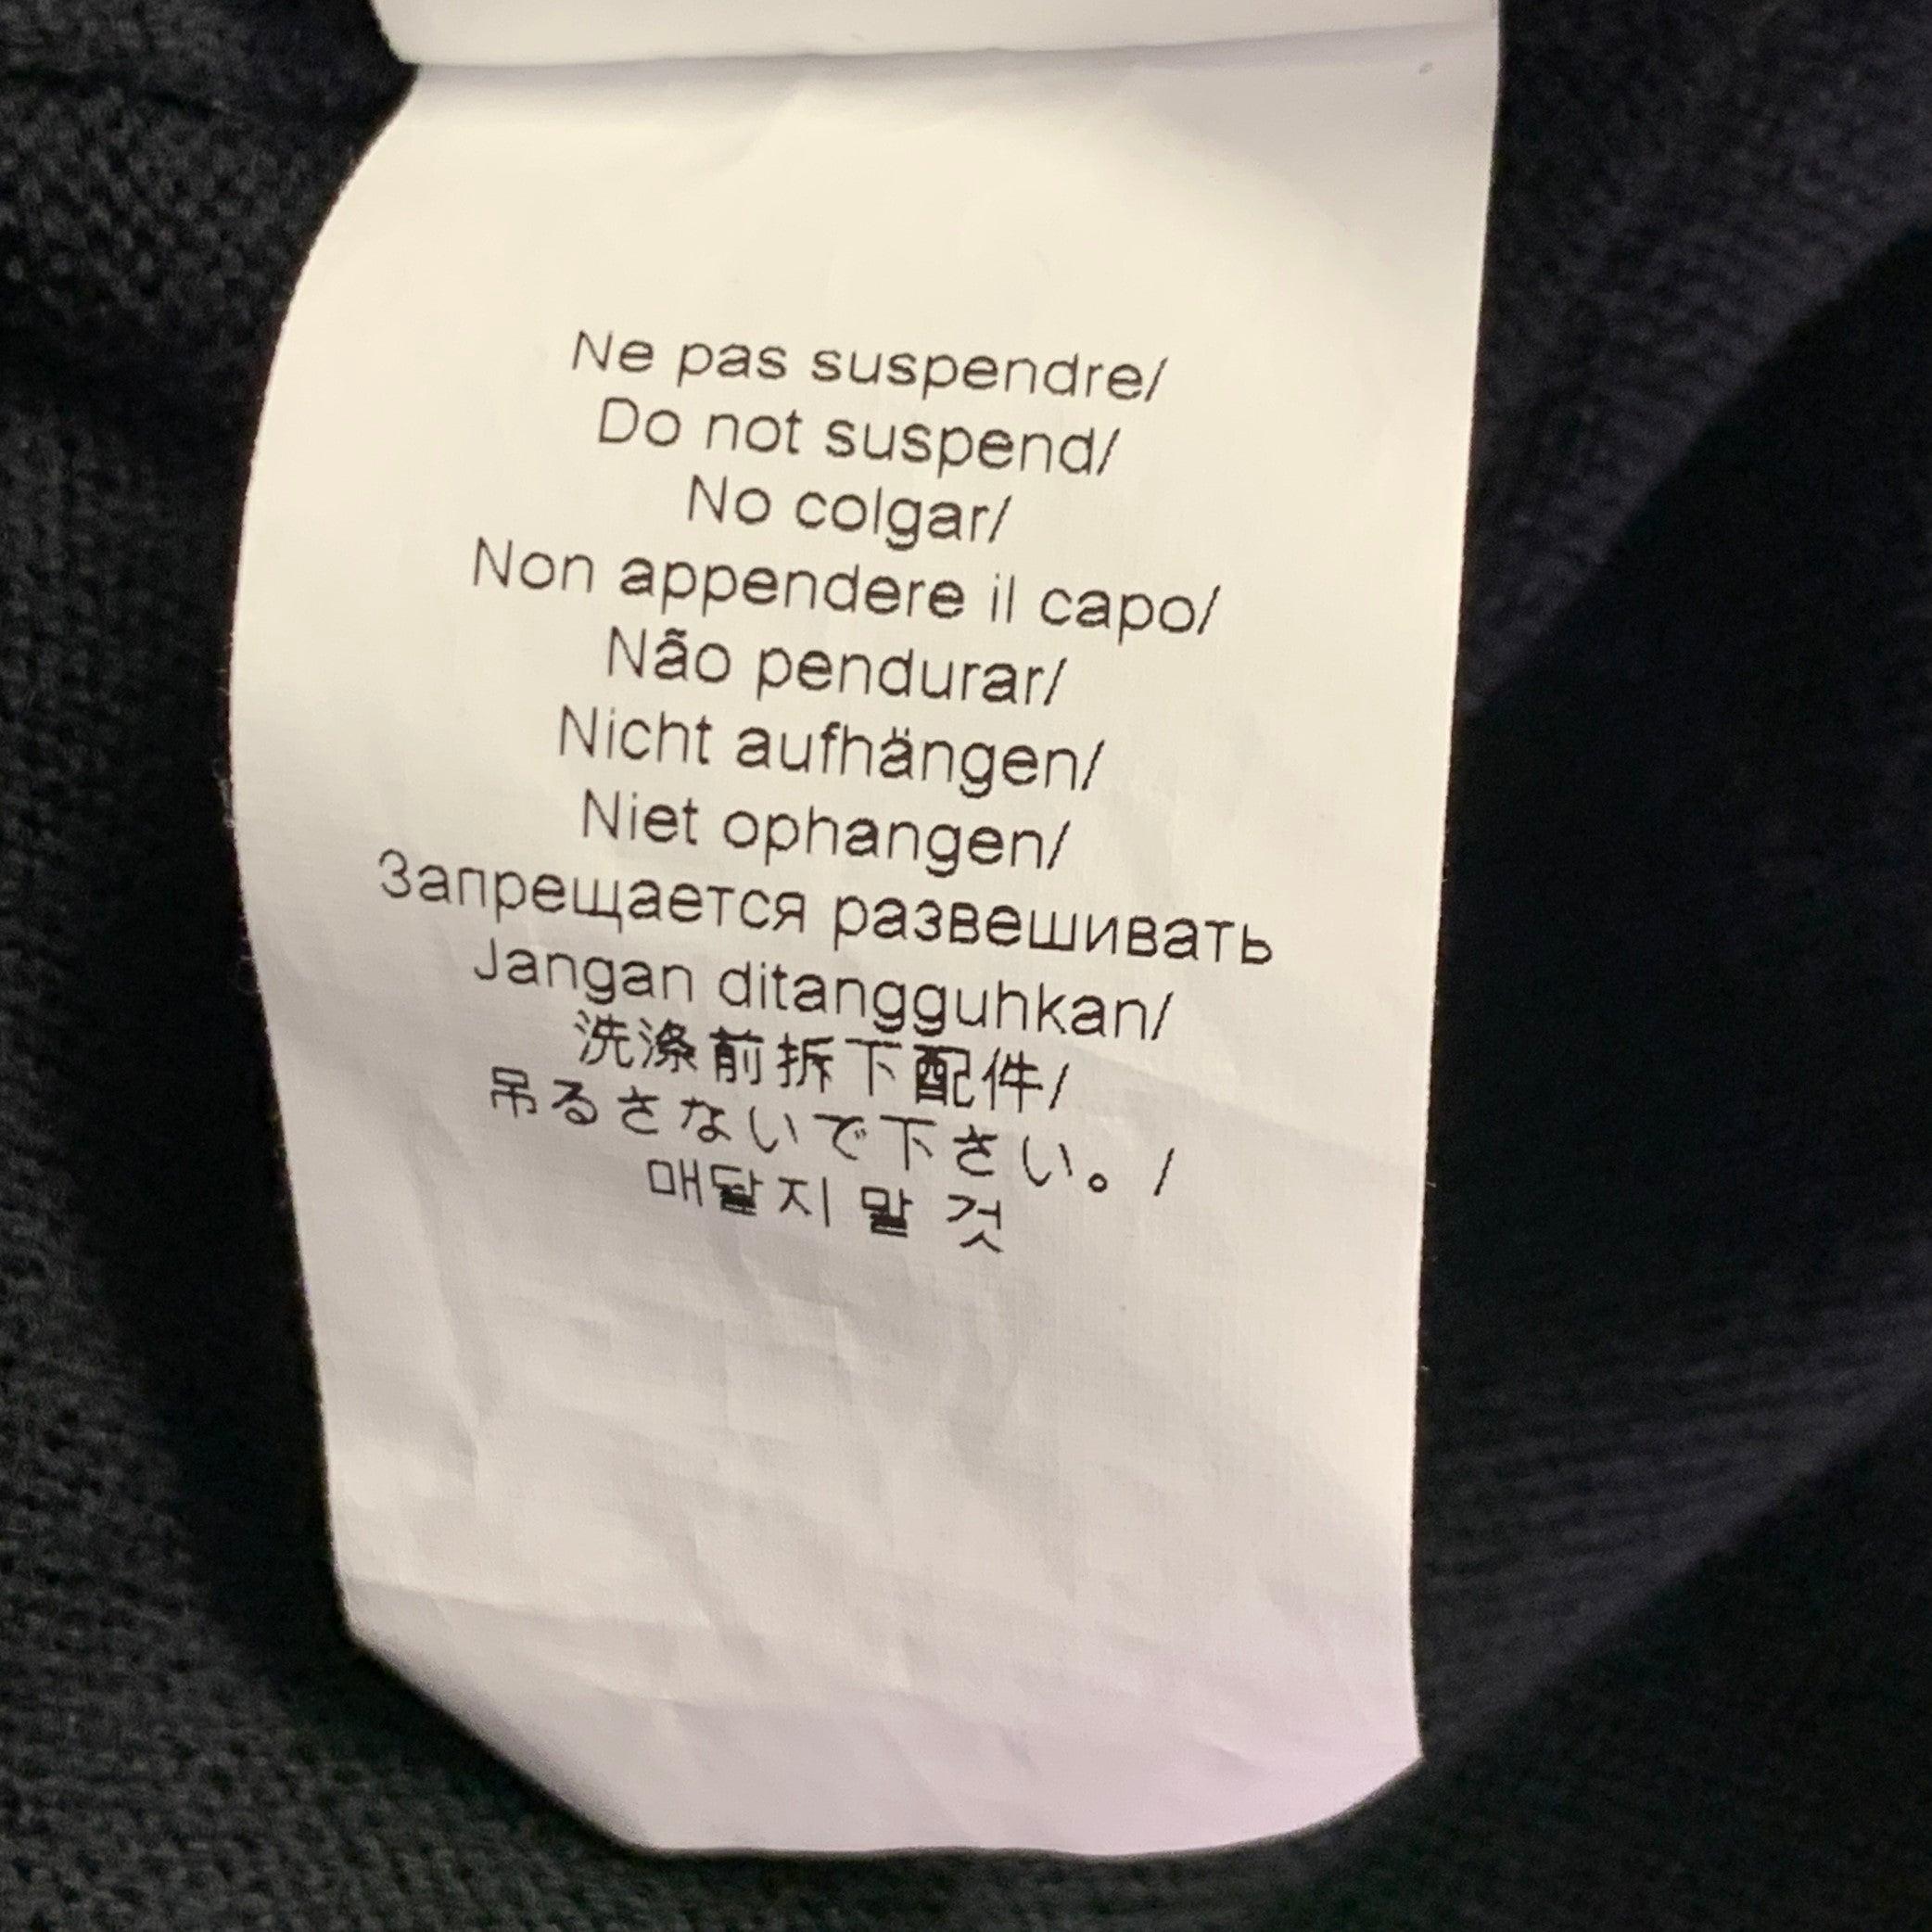 Ne pas suspendre/
Do not suspend/
No colgar/
Non appendere il capo/
Não pendurar/
Nicht aufhängen/
Niet ophangen/
Запрещается развешивать
Jangan ditangguhkan/
洗涤前拆下配件/
吊るさないで下さい。/
매달지 말 것